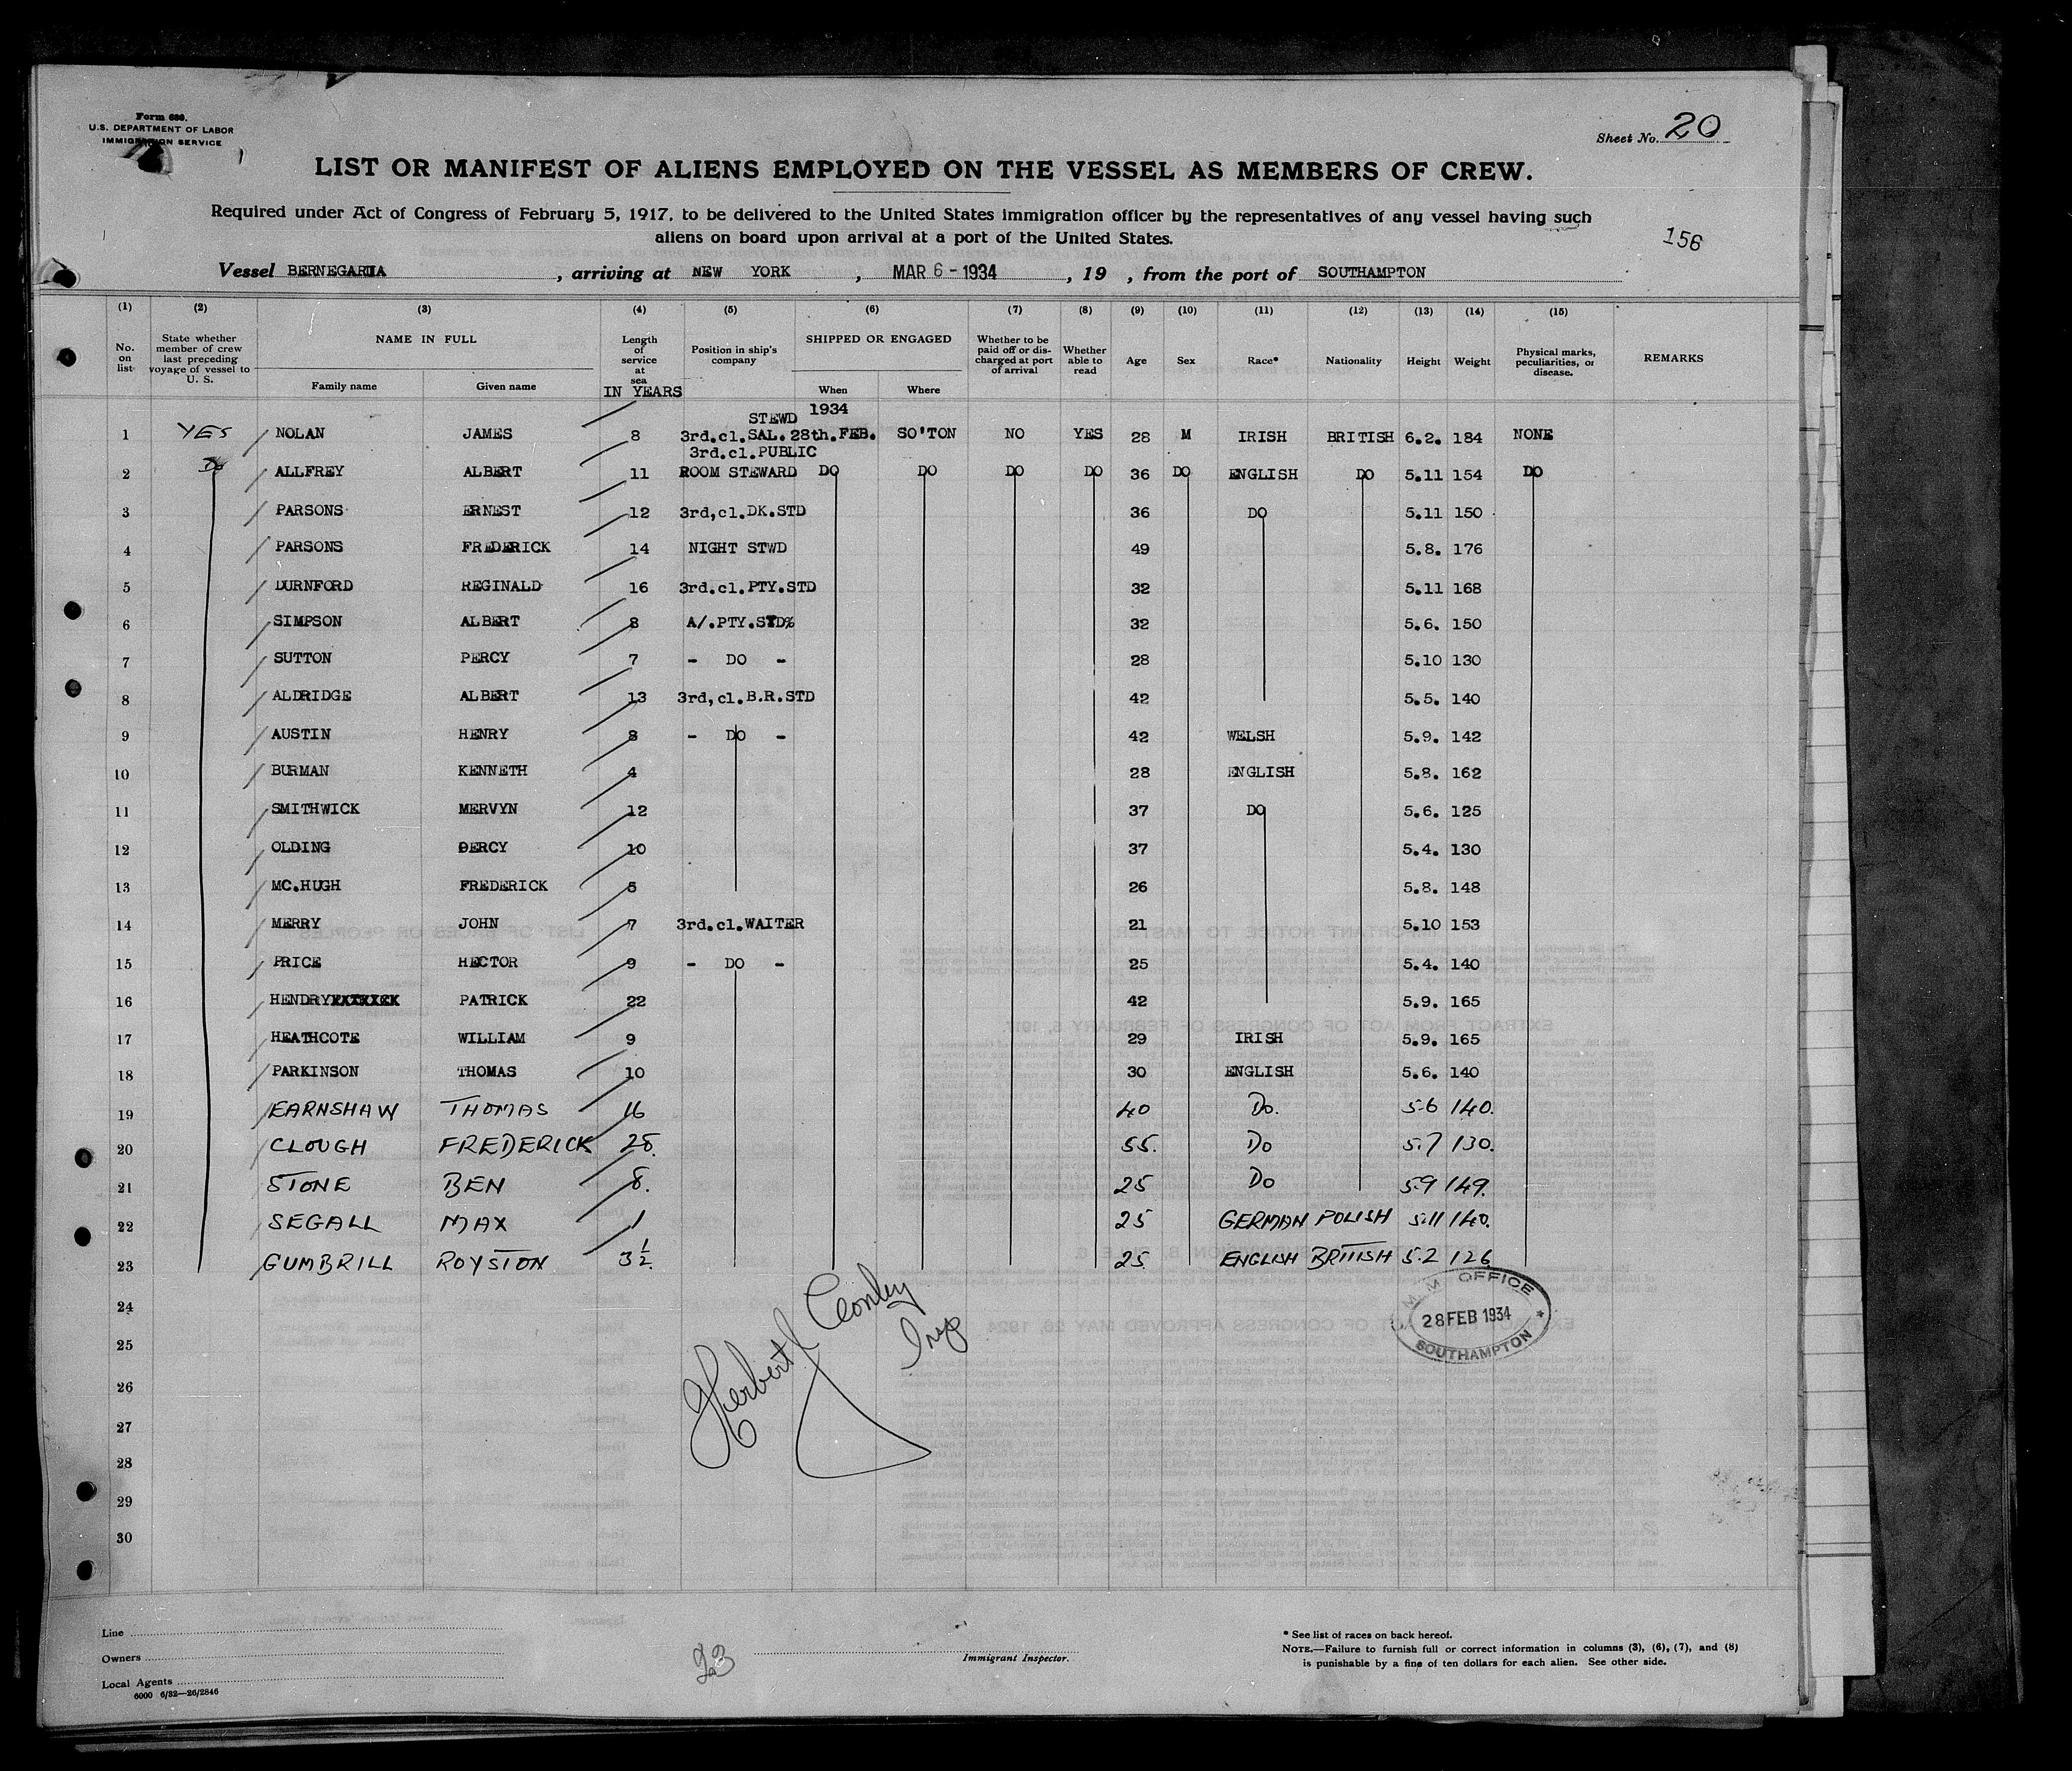 Form 680.
U.S. DEPARTMENT OF LABOR
IMMIGRATION SERVICE
Sheet No. 20
LIST OR MANIFEST OF ALIENS EMPLOYED ON THE VESSEL AS MEMBERS OF CREW.
Required under Act of Congress of February 5, 1917, to be delivered to the United States immigration officer by the representatives of any vessel having such
aliens on board upon arrival at a port of the United States.
156
Vessel BERNEGARIA , arriving at NEW YORK , MAR 6 - 1934 , 19 , from the port of SOUTHAMPTON
(1) (2) (3) (4) (5) (6) (7) (8) (9) (10) (11) (12) (13) (14) (15)
No. on list
State whether member of crew last preceding voyage of vessel to U. S.
NAME IN FULL
Family name Given name
Length of service at sea IN YEARS
Position in ship's company
SHIPPED OR ENGAGED
When Where
Whether to be paid off or discharged at port of arrival
Whether able to read
Age Sex Race* Nationality Height Weight
Physical marks, peculiarities, or disease.
REMARKS
STEWD 1934
1 YES NOLAN JAMES 8 3rd.cl.SAL. 28th.FEB. SO'TON NO YES 28 M IRISH BRITISH 6.2. 184 NONE
3rd.cl.PUBLIC
2 Do ALLFREY ALBERT 11 ROOM STEWARD DO DO DO DO 36 DO ENGLISH DO 5.11 154 DO
3 PARSONS ERNEST 12 3rd,cl.DK.STD 36 DO 5.11 150
4 PARSONS FREDERICK 14 NIGHT STWD 49 5.8. 176
5 DURNFORD REGINALD 16 3rd.cl.PTY.STD 32 5.11 168
6 SIMPSON ALBERT 8 A/.PTY.STD% 32 5.6. 150
7 SUTTON PERCY 7 - DO - 28 5.10 130
8 ALDRIDGE ALBERT 13 3rd,cl.B.R.STD 42 5.5. 140
9 AUSTIN HENRY 8 - DO - 42 WELSH 5.9. 142
10 BURMAN KENNETH 4 28 ENGLISH 5.8. 162
11 SMITHWICK MERVYN 12 37 DO 5.6. 125
12 OLDING PERCY 10 37 5.4. 130
13 MC.HUGH FREDERICK 5 26 5.8. 148
14 MERRY JOHN 7 3rd.cl.WAITER 21 5.10 153
15 PRICE HECTOR 9 - DO - 25 5.4. 140
16 HENDRY PATRICK 22 42 5.9. 165
17 HEATHCOTE WILLIAM 9 29 IRISH 5.9. 165
18 PARKINSON THOMAS 10 30 ENGLISH 5.6. 140
19 EARNSHAW THOMAS 16 40 Do. 5.6 140.
20 CLOUGH FREDERICK 28. 55. Do 5.7 130.
21 STONE BEN 8. 25 Do 5.9 149.
22 SEGALL MAX 1 25 GERMAN POLISH 5.11 140.
23 GUMBRILL ROYSTON 3½ 25. ENGLISH BRITISH 5.2 126
24
25
26
27
28
29
30
Herbert J Conley
Insp
OFFICE
28 FEB 1934
SOUTHAMPTON
Line
Owners
Local Agents
6000 6/32—26/2846
23
Immigrant Inspector.
* See list of races on back hereof.
NOTE.—Failure to furnish full or correct information in columns (3), (6), (7), and (8)
is punishable by a fine of ten dollars for each alien. See other side.